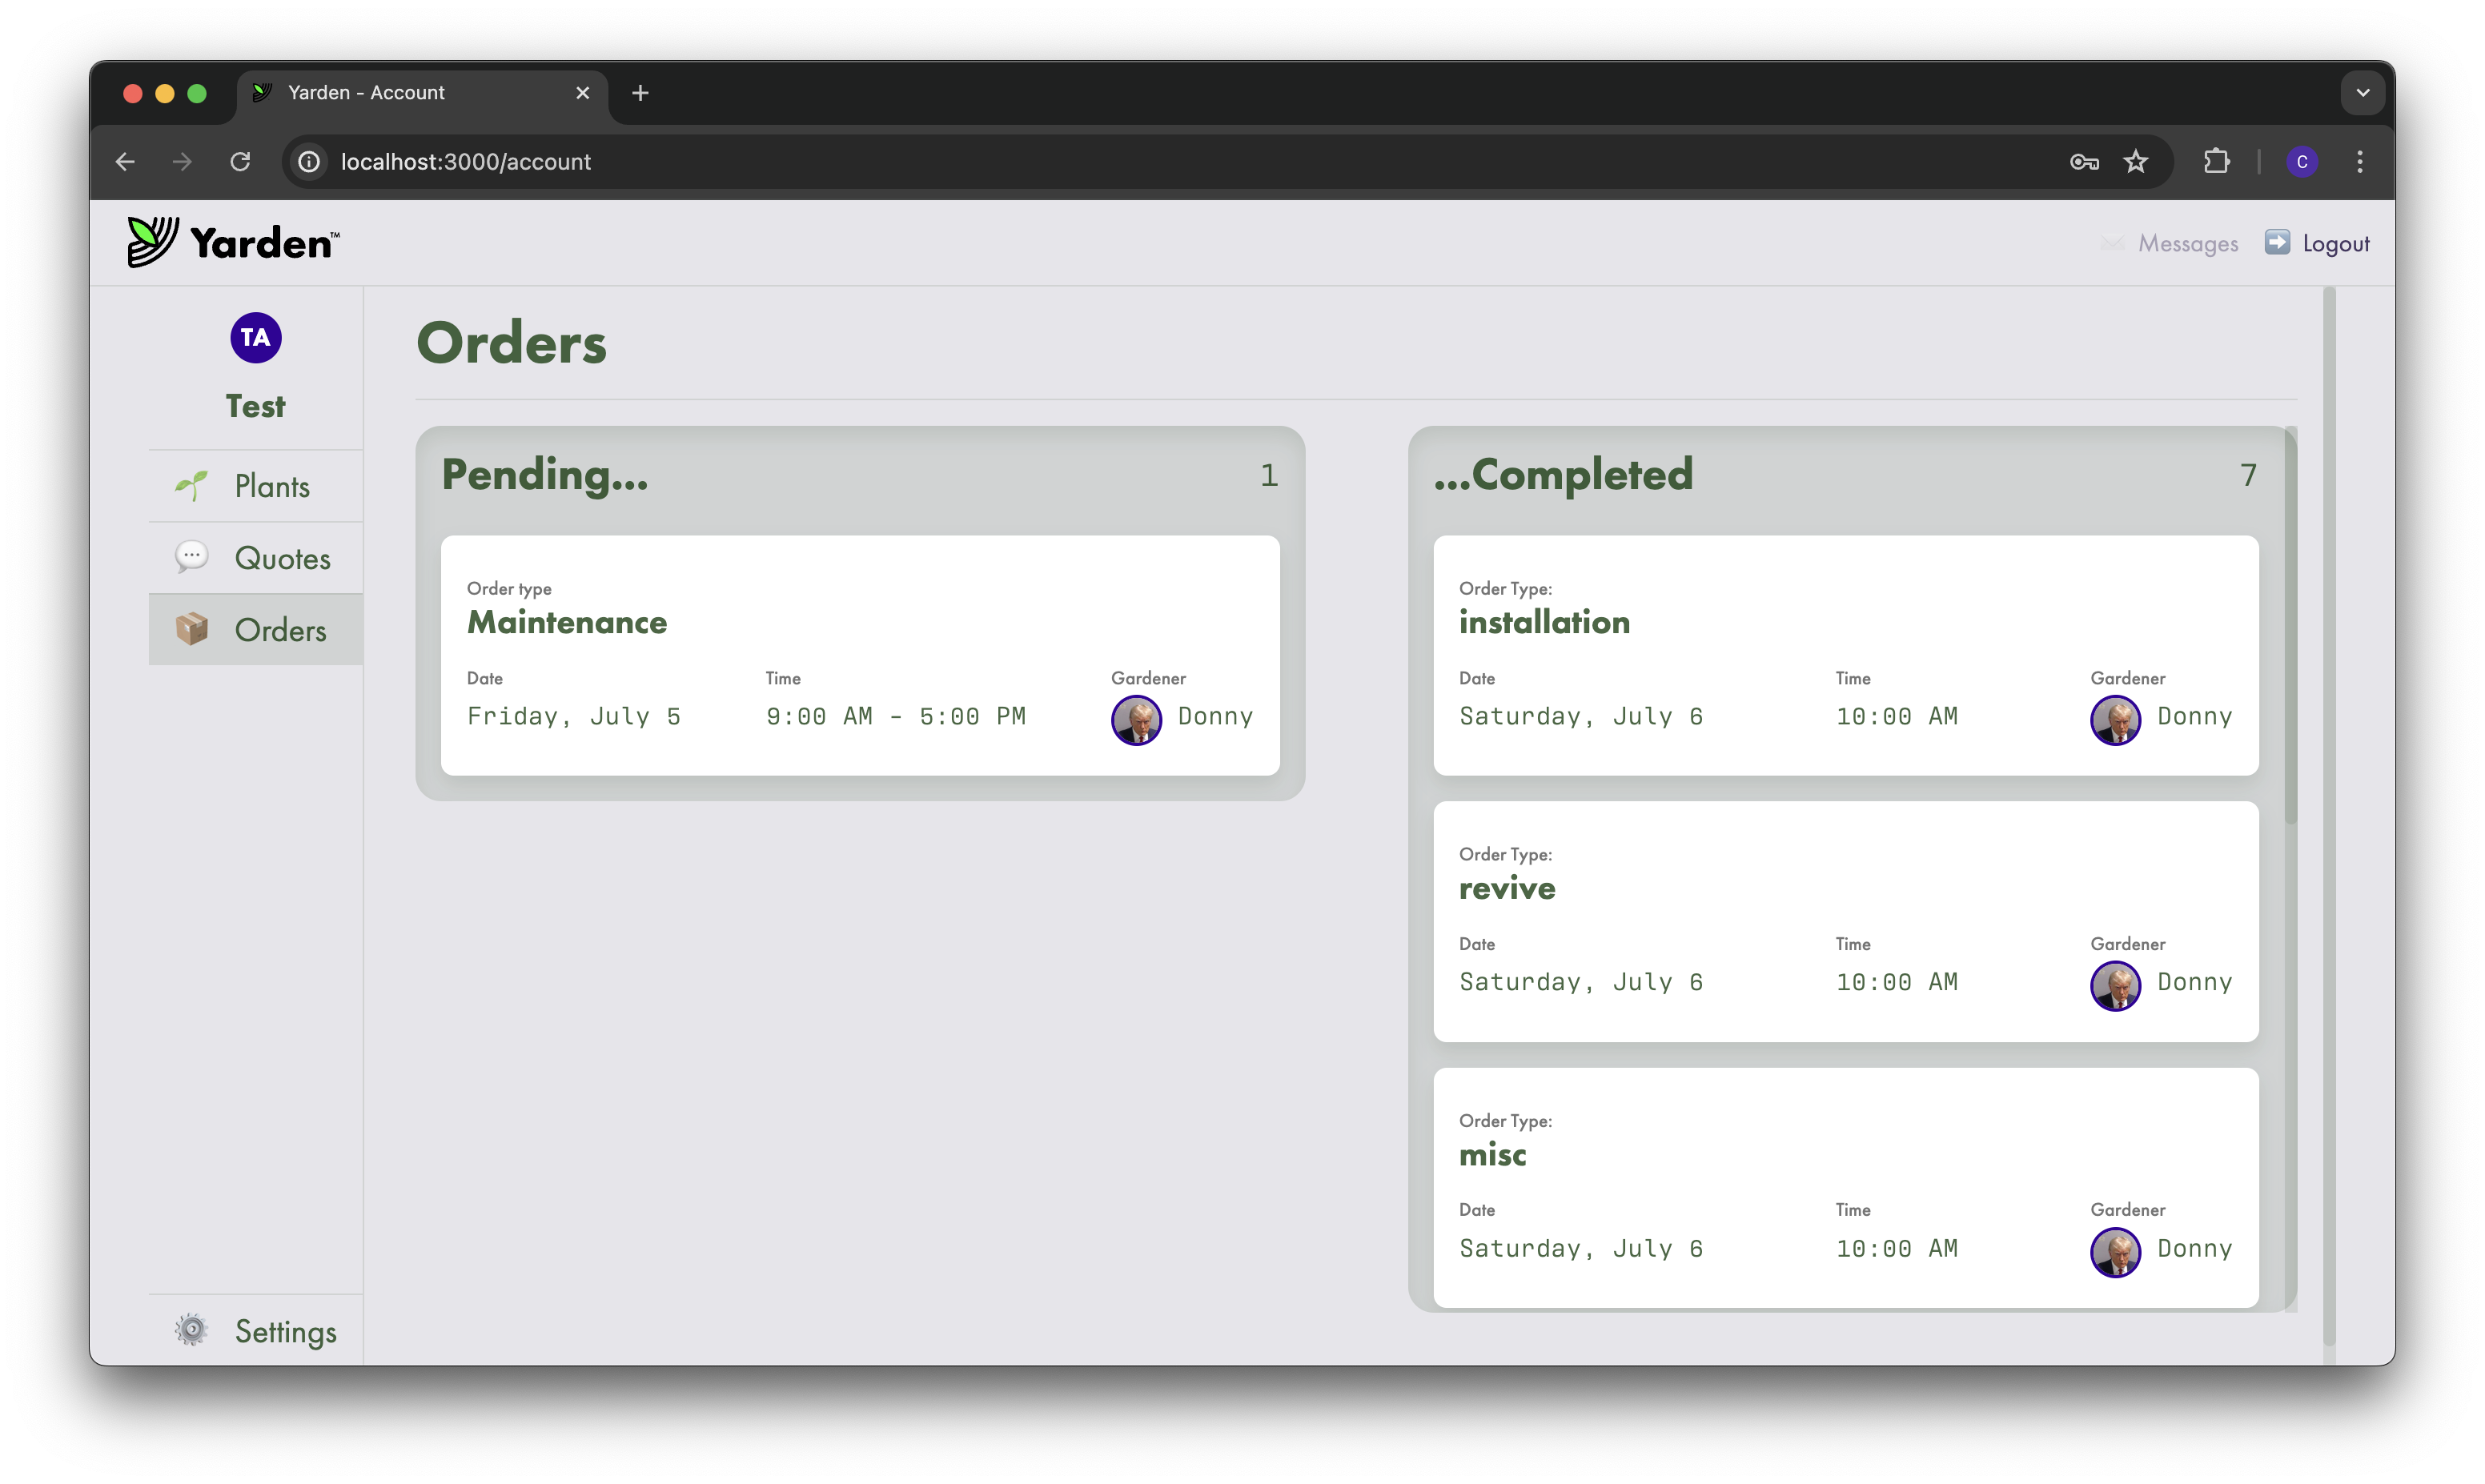 Yarden - Account
localhost:3000/account
C
Yarden™
Messages
Logout
TA
Test
Plants
Quotes
Orders
Settings
Orders
Pending...
1
Order type
Maintenance
Date
Time
Gardener
Friday, July 5
9:00 AM - 5:00 PM
Donny
...Completed
7
Order Type:
installation
Date
Time
Gardener
Saturday, July 6
10:00 AM
Donny
Order Type:
revive
Date
Time
Gardener
Saturday, July 6
10:00 AM
Donny
Order Type:
misc
Date
Time
Gardener
Saturday, July 6
10:00 AM
Donny